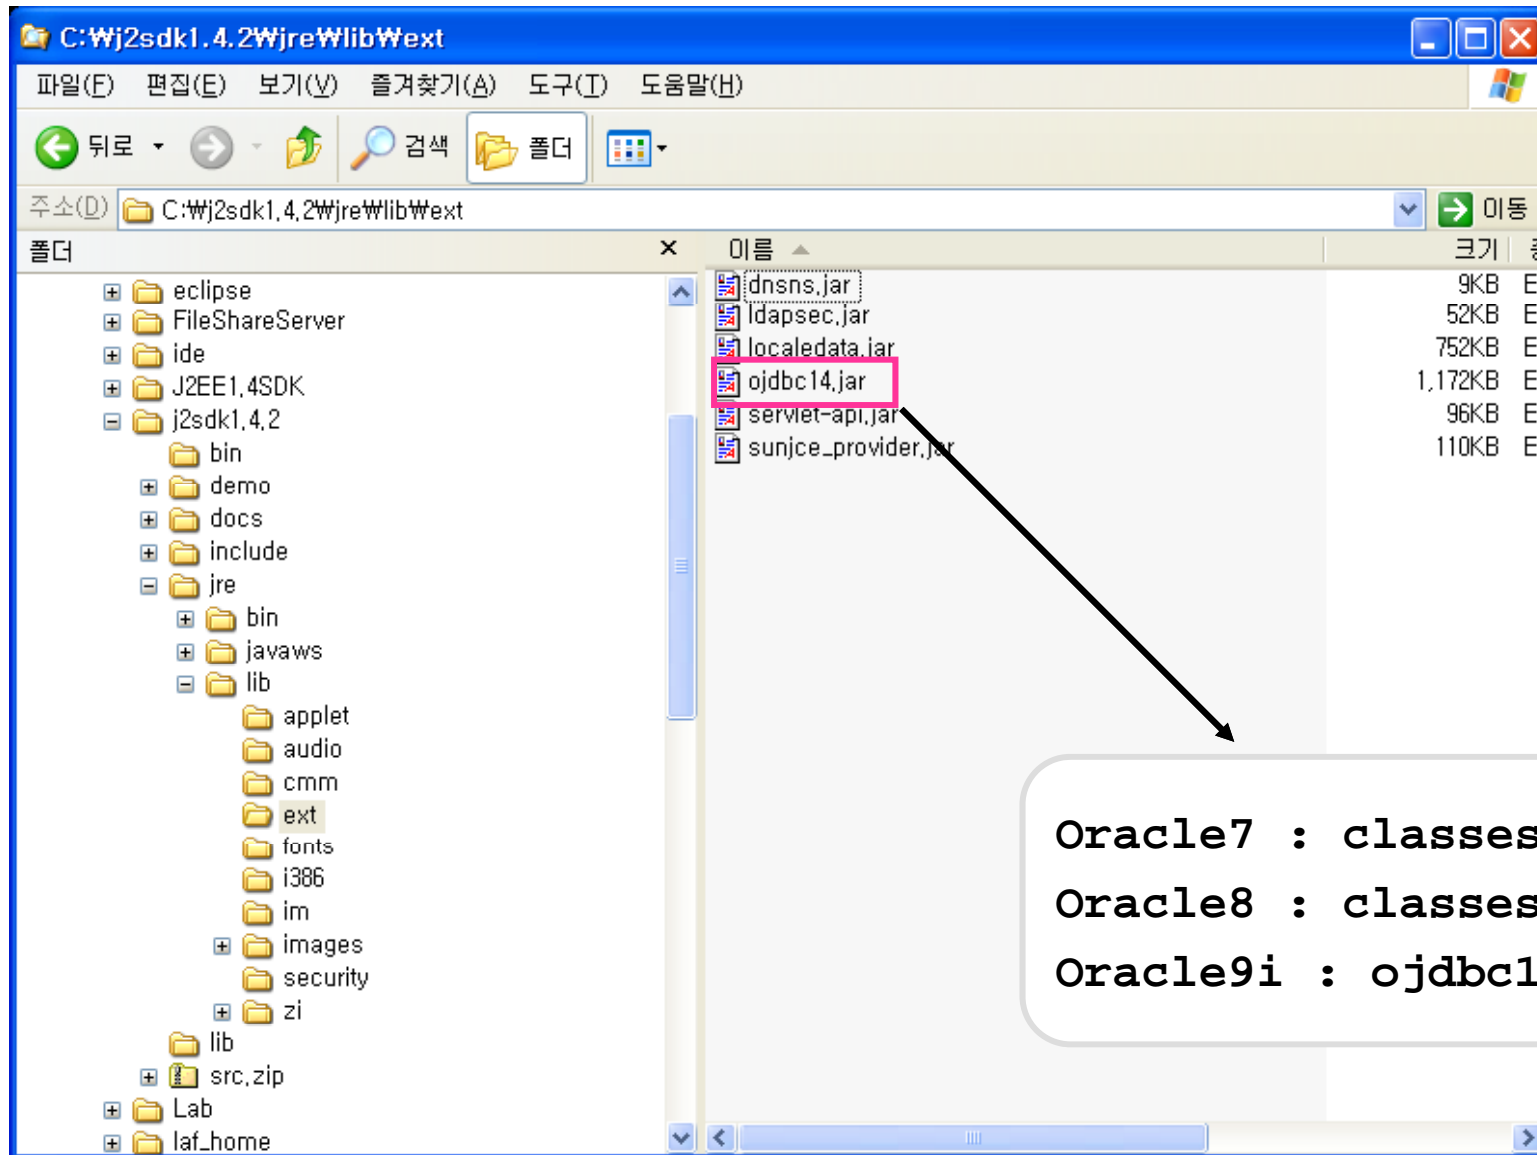 C:₩j2sdk1.4.2₩jre₩lib₩ext
파일(F) 편집(E) 보기(V) 즐겨찾기(A) 도구(T) 도움말(H)
뒤로 검색 폴더
주소(D) C:₩j2sdk1.4.2₩jre₩lib₩ext 이동
폴더 이름 크기
eclipse
FileShareServer
ide
J2EE1.4SDK
j2sdk1.4.2
bin
demo
docs
include
jre
bin
javaws
lib
applet
audio
cmm
ext
fonts
i386
im
images
security
zi
lib
src.zip
Lab
laf_home
dnsns.jar 9KB E
ldapsec.jar 52KB E
localedata.jar 752KB E
ojdbc14.jar 1,172KB E
servlet-api.jar 96KB E
sunjce_provider.jar 110KB E
Oracle7 : classes
Oracle8 : classes
Oracle9i : ojdbc1